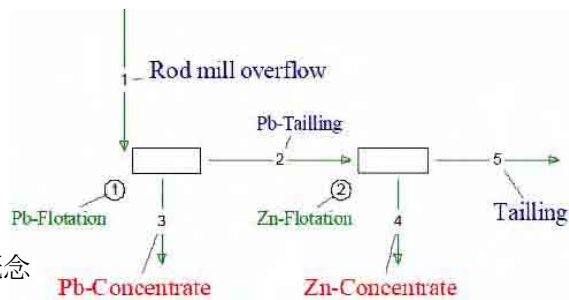 1 Rod mill overflow
Pb-Tailling
2
5
① ②
Pb-Flotation 3 Zn-Flotation 4 Tailling
念
Pb-Concentrate Zn-Concentrate